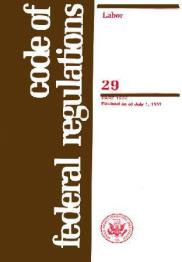 code of
federal regulations
Labor
29
Revised as of July 1, 1997